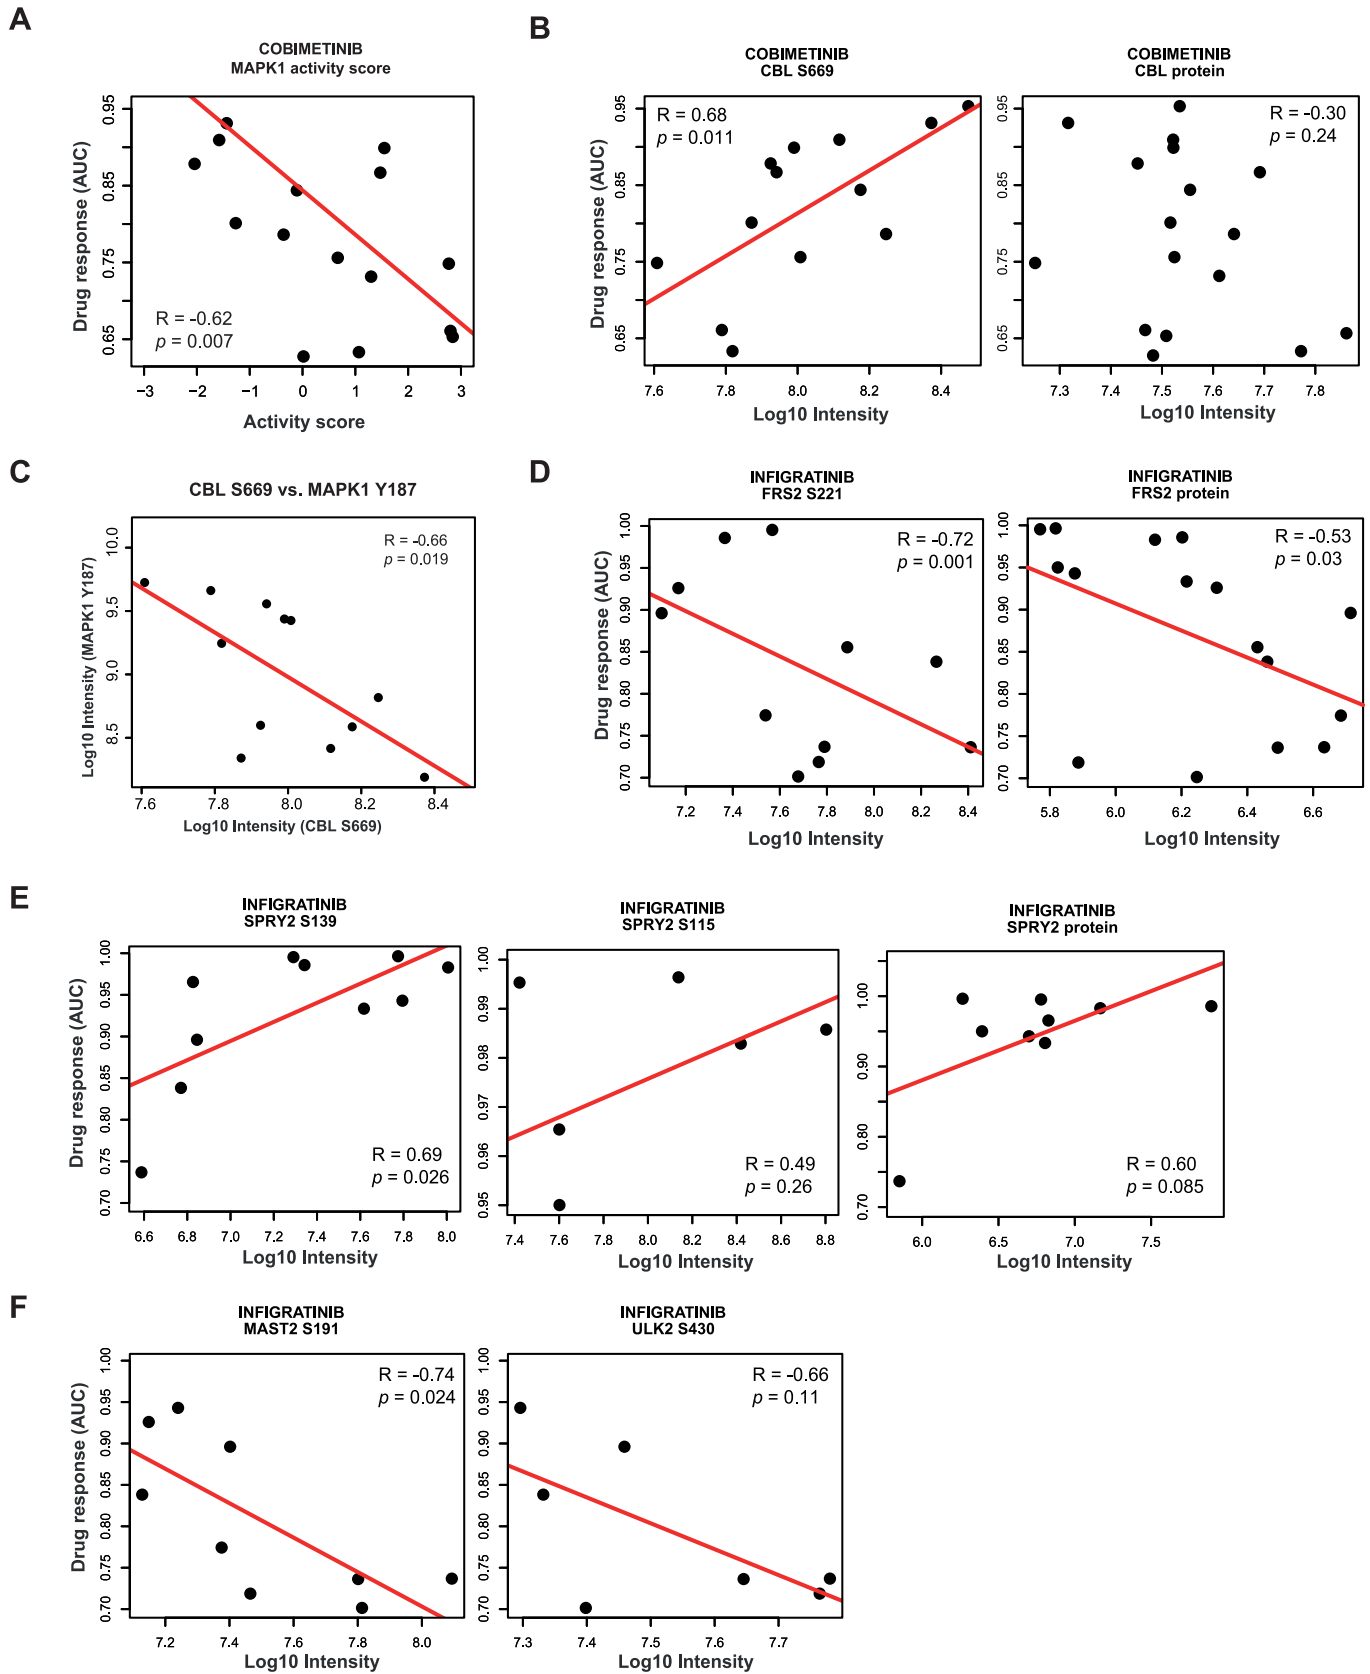 A
COBIMETINIB
MAPK1 activity score
Drug response (AUC)
0.95
0.85
0.75
0.65
R = -0.62
p = 0.007
−3 −2 −1 0 1 2 3
Activity score
B
COBIMETINIB
CBL S669
Drug response (AUC)
0.95
0.85
0.75
0.65
R = 0.68
p = 0.011
7.6 7.8 8.0 8.2 8.4
Log10 Intensity
COBIMETINIB
CBL protein
0.95
0.85
0.75
0.65
R = -0.30
p = 0.24
7.3 7.4 7.5 7.6 7.7 7.8
Log10 Intensity
C
CBL S669 vs. MAPK1 Y187
Log10 Intensity (MAPK1 Y187)
10.0
9.5
9.0
8.5
R = -0.66
p = 0.019
7.6 7.8 8.0 8.2 8.4
Log10 Intensity (CBL S669)
D
INFIGRATINIB
FRS2 S221
Drug response (AUC)
1.00
0.95
0.90
0.85
0.80
0.75
0.70
R = -0.72
p = 0.001
7.2 7.4 7.6 7.8 8.0 8.2 8.4
Log10 Intensity
INFIGRATINIB
FRS2 protein
1.00
0.95
0.90
0.85
0.80
0.75
0.70
R = -0.53
p = 0.03
5.8 6.0 6.2 6.4 6.6
Log10 Intensity
E
INFIGRATINIB
SPRY2 S139
Drug response (AUC)
1.00
0.95
0.90
0.85
0.80
0.75
0.70
R = 0.69
p = 0.026
6.6 6.8 7.0 7.2 7.4 7.6 7.8 8.0
Log10 Intensity
INFIGRATINIB
SPRY2 S115
1.00
0.99
0.98
0.97
0.96
0.95
R = 0.49
p = 0.26
7.4 7.6 7.8 8.0 8.2 8.4 8.6 8.8
Log10 Intensity
INFIGRATINIB
SPRY2 protein
1.00
0.90
0.80
0.70
R = 0.60
p = 0.085
6.0 6.5 7.0 7.5
Log10 Intensity
F
INFIGRATINIB
MAST2 S191
Drug response (AUC)
1.00
0.95
0.90
0.85
0.80
0.75
0.70
R = -0.74
p = 0.024
7.2 7.4 7.6 7.8 8.0
Log10 Intensity
INFIGRATINIB
ULK2 S430
1.00
0.95
0.90
0.85
0.80
0.75
0.70
R = -0.66
p = 0.11
7.3 7.4 7.5 7.6 7.7
Log10 Intensity